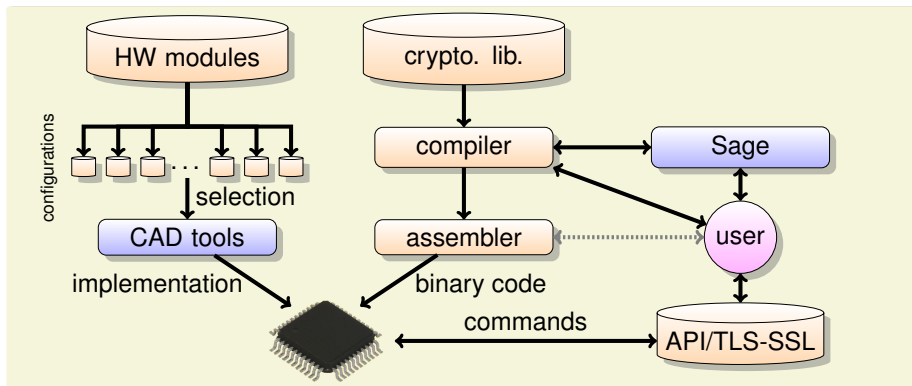 HW modules
crypto. lib.
configurations
compiler
Sage
...
selection
CAD tools
assembler
user
implementation
binary code
commands
API/TLS-SSL